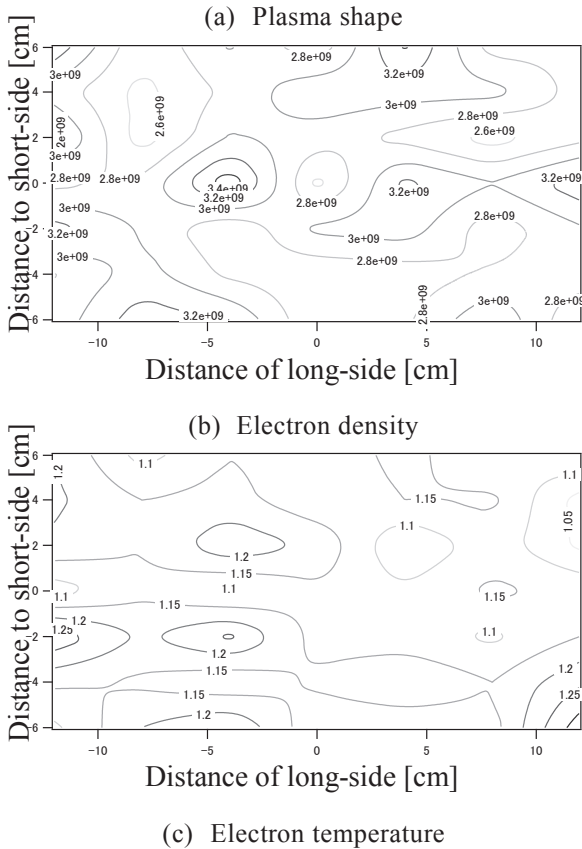 (a) Plasma shape
Distance to short-side [cm]
6
4
2
0
−2
−4
−6
2.8e+09
3e+09
3.2e+09
3e+09
2.6e+09
2.8e+09
2e+09
2.6e+09
3e+09
2.8e+09
2.8e+09
3.4e+09
3.2e+09
3e+09
2.8e+09
3.2e+09
3.2e+09
3e+09
3.2e+09
2.8e+09
3e+09
3e+09
2.8e+09
3.2e+09
2.8e+09
3e+09
2.8e+09
−10
−5
0
5
10
Distance of long-side [cm]
(b) Electron density
Distance to short-side [cm]
6
4
2
0
−2
−4
−6
1.2
1.1
1.1
1.15
1.05
1.1
1.2
1.15
1.1
1.1
1.15
1.15
1.2
1.25
1.1
1.2
1.15
1.2
1.15
1.25
1.2
−10
−5
0
5
10
Distance of long-side [cm]
(c) Electron temperature